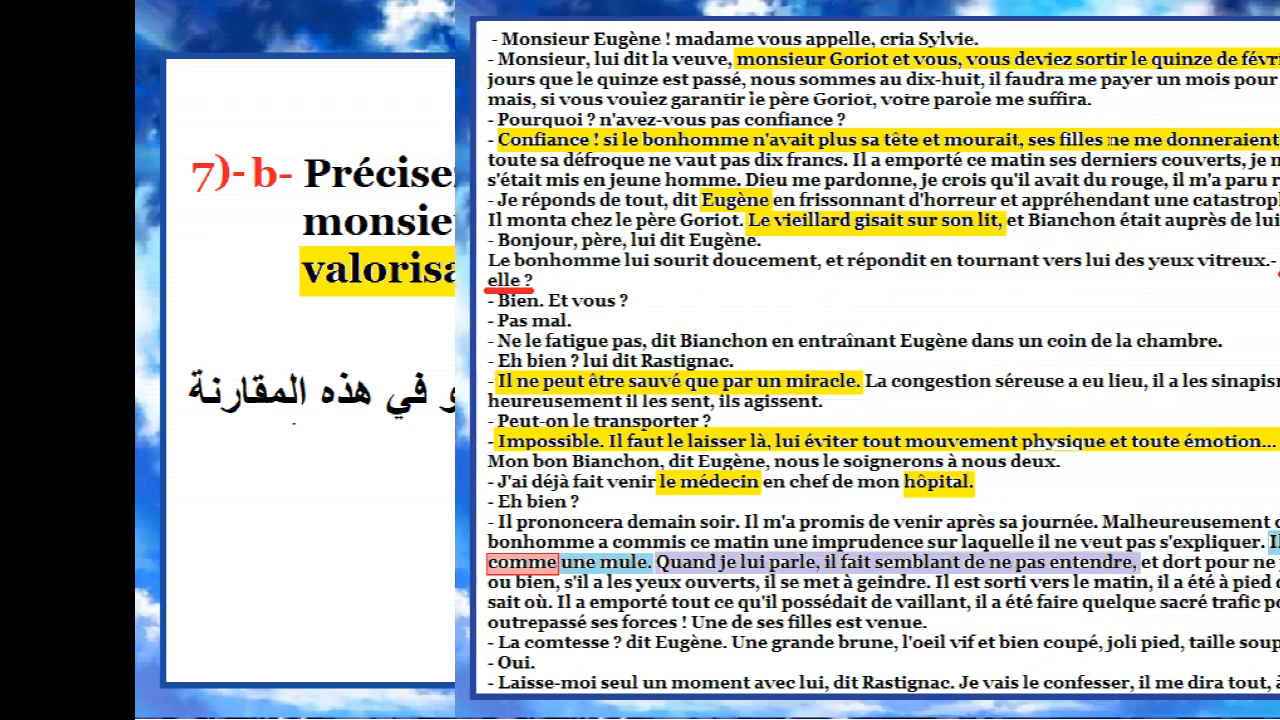 7)-b- Précise
monsie
valorisa
و في هذه المقارنة
- Monsieur Eugène ! madame vous appelle, cria Sylvie.
- Monsieur, lui dit la veuve, monsieur Goriot et vous, vous deviez sortir le quinze de févri
jours que le quinze est passé, nous sommes au dix-huit, il faudra me payer un mois pour
mais, si vous voulez garantir le père Goriot, votre parole me suffira.
- Pourquoi ? n'avez-vous pas confiance ?
- Confiance ! si le bonhomme n'avait plus sa tête et mourait, ses filles ne me donneraient
toute sa défroque ne vaut pas dix francs. Il a emporté ce matin ses derniers couverts, je n
s'était mis en jeune homme. Dieu me pardonne, je crois qu'il avait du rouge, il m'a paru r
- Je réponds de tout, dit Eugène en frissonnant d'horreur et appréhendant une catastroph
Il monta chez le père Goriot. Le vieillard gisait sur son lit, et Bianchon était auprès de lui
- Bonjour, père, lui dit Eugène.
Le bonhomme lui sourit doucement, et répondit en tournant vers lui des yeux vitreux.-
elle ?
- Bien. Et vous ?
- Pas mal.
- Ne le fatigue pas, dit Bianchon en entraînant Eugène dans un coin de la chambre.
- Eh bien ? lui dit Rastignac.
- Il ne peut être sauvé que par un miracle. La congestion séreuse a eu lieu, il a les sinapism
heureusement il les sent, ils agissent.
- Peut-on le transporter ?
- Impossible. Il faut le laisser là, lui éviter tout mouvement physique et toute émotion...
Mon bon Bianchon, dit Eugène, nous le soignerons à nous deux.
- J'ai déjà fait venir le médecin en chef de mon hôpital.
- Eh bien ?
- Il prononcera demain soir. Il m'a promis de venir après sa journée. Malheureusement c
bonhomme a commis ce matin une imprudence sur laquelle il ne veut pas s'expliquer. Il
comme une mule. Quand je lui parle, il fait semblant de ne pas entendre, et dort pour ne
ou bien, s'il a les yeux ouverts, il se met à geindre. Il est sorti vers le matin, il a été à pied d
sait où. Il a emporté tout ce qu'il possédait de vaillant, il a été faire quelque sacré trafic po
outrepassé ses forces ! Une de ses filles est venue.
- La comtesse ? dit Eugène. Une grande brune, l'oeil vif et bien coupé, joli pied, taille soup
- Oui.
- Laisse-moi seul un moment avec lui, dit Rastignac. Je vais le confesser, il me dira tout, à